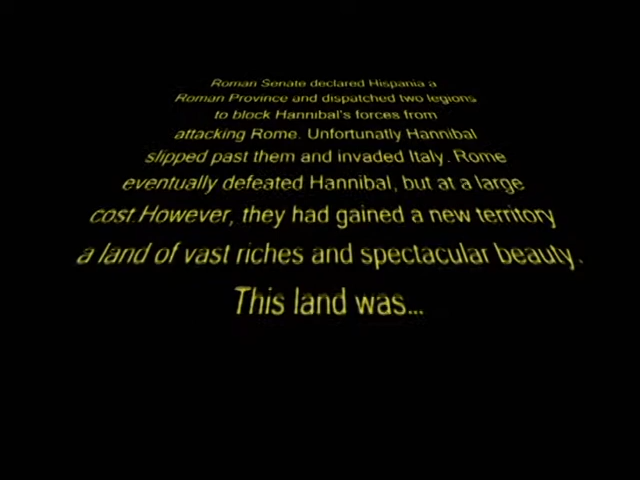 Roman Senate declared Hispania a
Roman Province and dispatched two legions
to block Hannibal's forces from
attacking Rome. Unfortunatly Hannibal
slipped past them and invaded Italy. Rome
eventually defeated Hannibal, but at a large
cost.However, they had gained a new territory
a land of vast riches and spectacular beauty.
This land was...